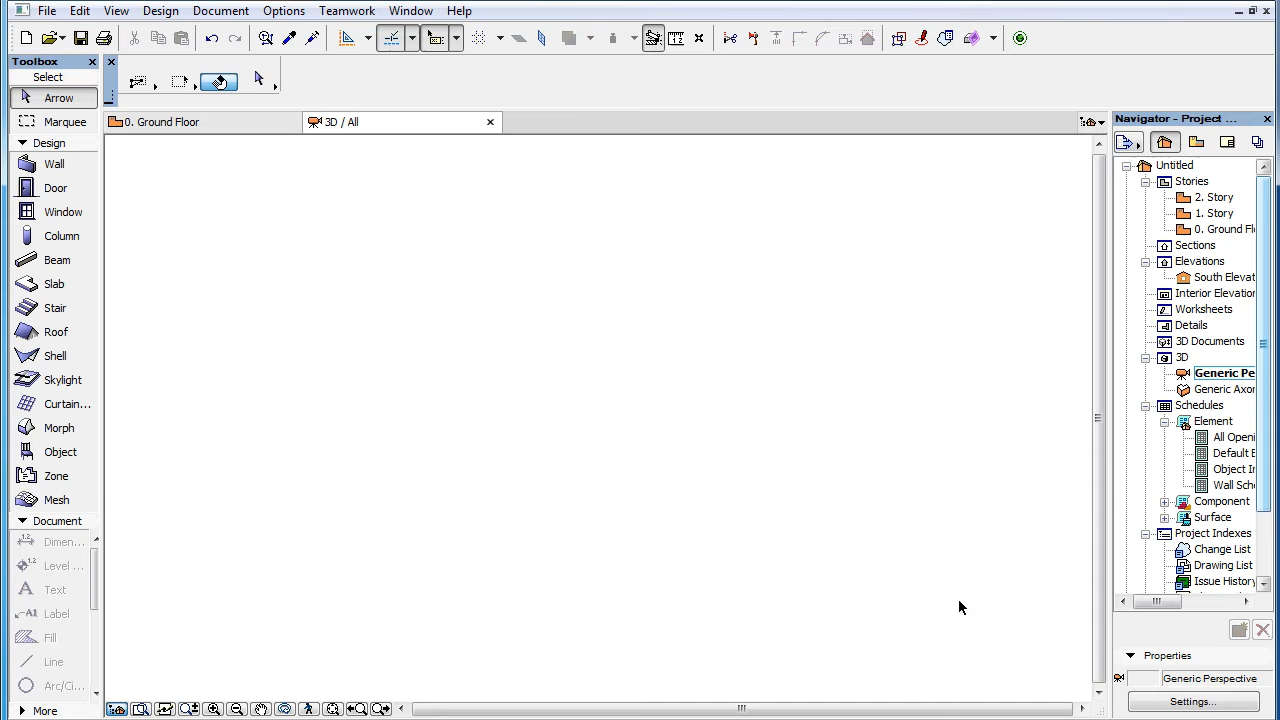 File Edit View Design Document Options Teamwork Window Help
Toolbox
Select
Arrow
Marquee
Design
Wall
Door
Window
Column
Beam
Slab
Stair
Roof
Shell
Skylight
Curtain...
Morph
Object
Zone
Mesh
Document
Dimen...
Level ...
Text
Label
Fill
Line
Arc/Ci...
More
0. Ground Floor
3D / All
Navigator - Project ...
Untitled
Stories
2. Story
1. Story
0. Ground Fl
Sections
Elevations
South Elevat
Interior Elevation
Worksheets
Details
3D Documents
3D
Generic Pe
Generic Axor
Schedules
Element
All Openi
Default E
Object In
Wall Sche
Component
Surface
Project Indexes
Change List
Drawing List
Issue History
Properties
Generic Perspective
Settings...